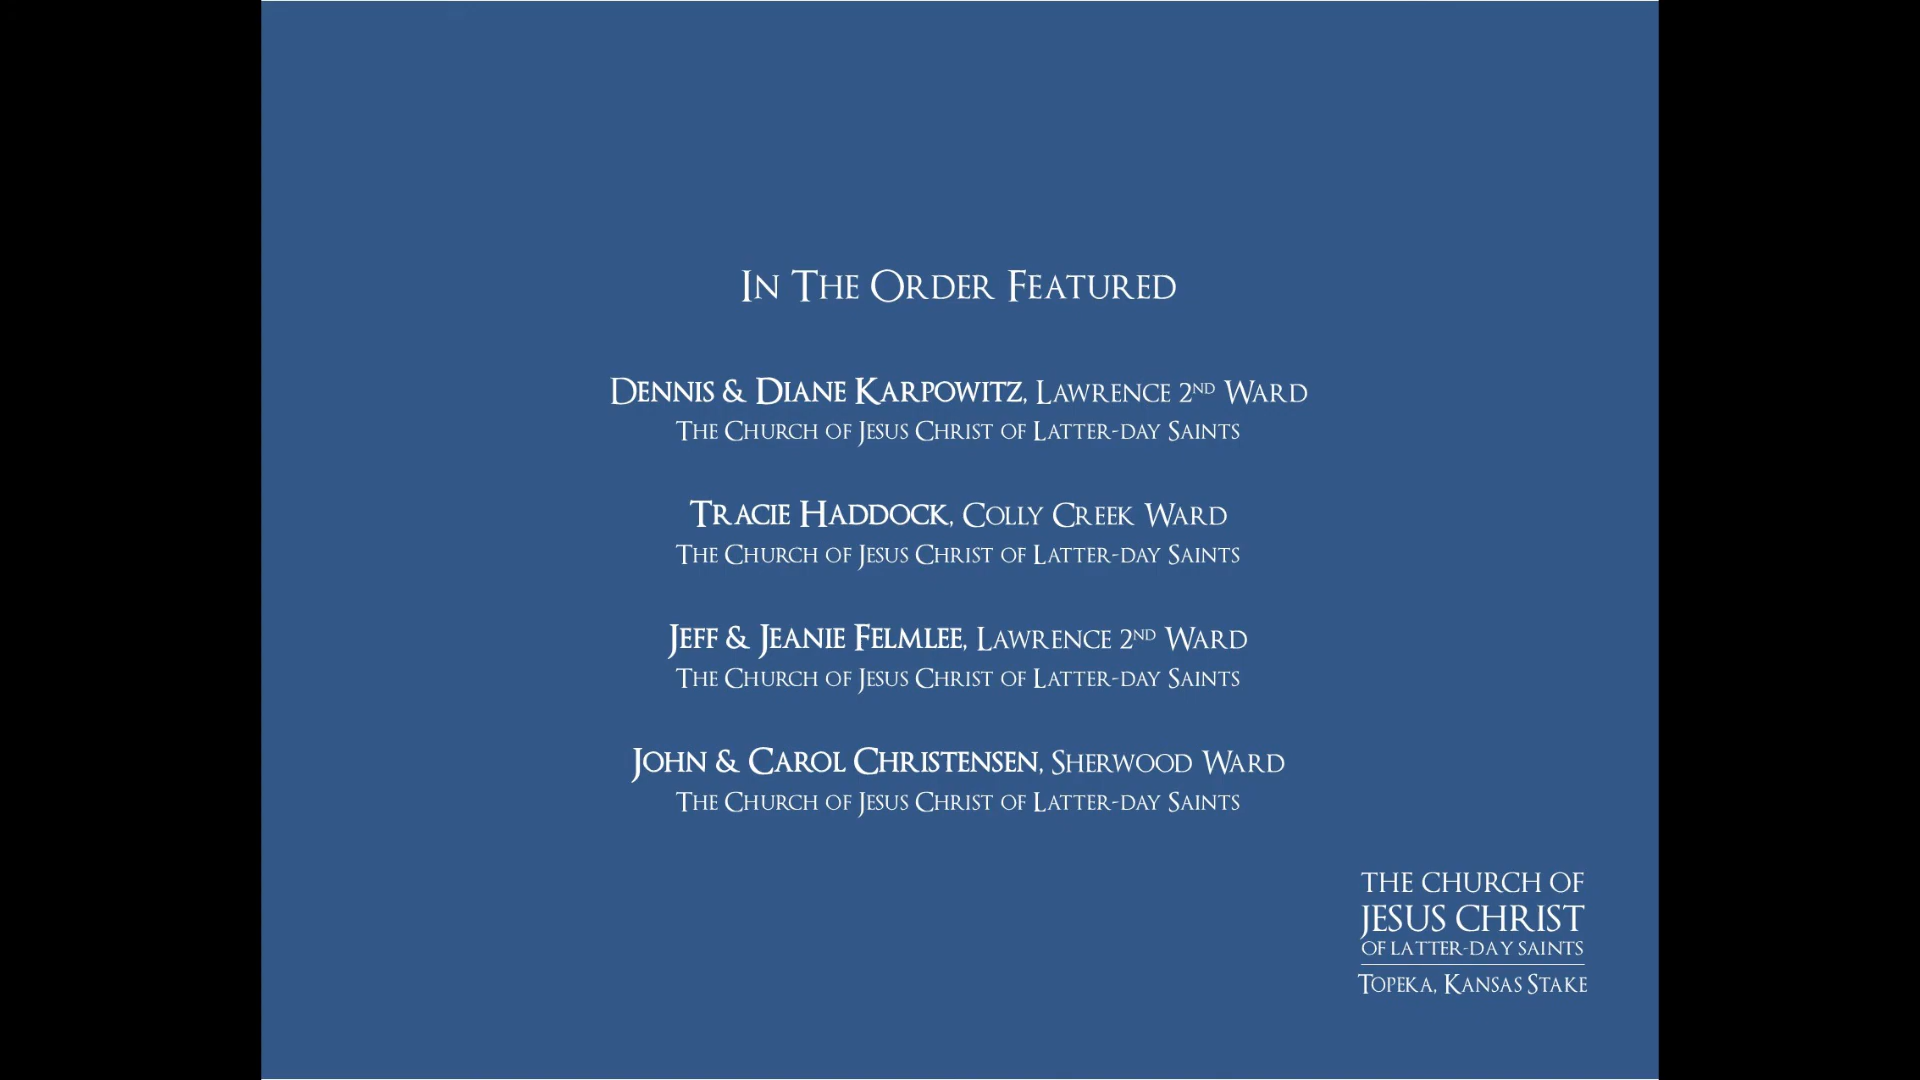 In The Order Featured
Dennis & Diane Karpowitz, Lawrence 2nd Ward
The Church of Jesus Christ of Latter-day Saints
Tracie Haddock, Colly Creek Ward
The Church of Jesus Christ of Latter-day Saints
Jeff & Jeanie Felmlee, Lawrence 2nd Ward
The Church of Jesus Christ of Latter-day Saints
John & Carol Christensen, Sherwood Ward
The Church of Jesus Christ of Latter-day Saints
THE CHURCH OF
JESUS CHRIST
OF LATTER-DAY SAINTS
Topeka, Kansas Stake